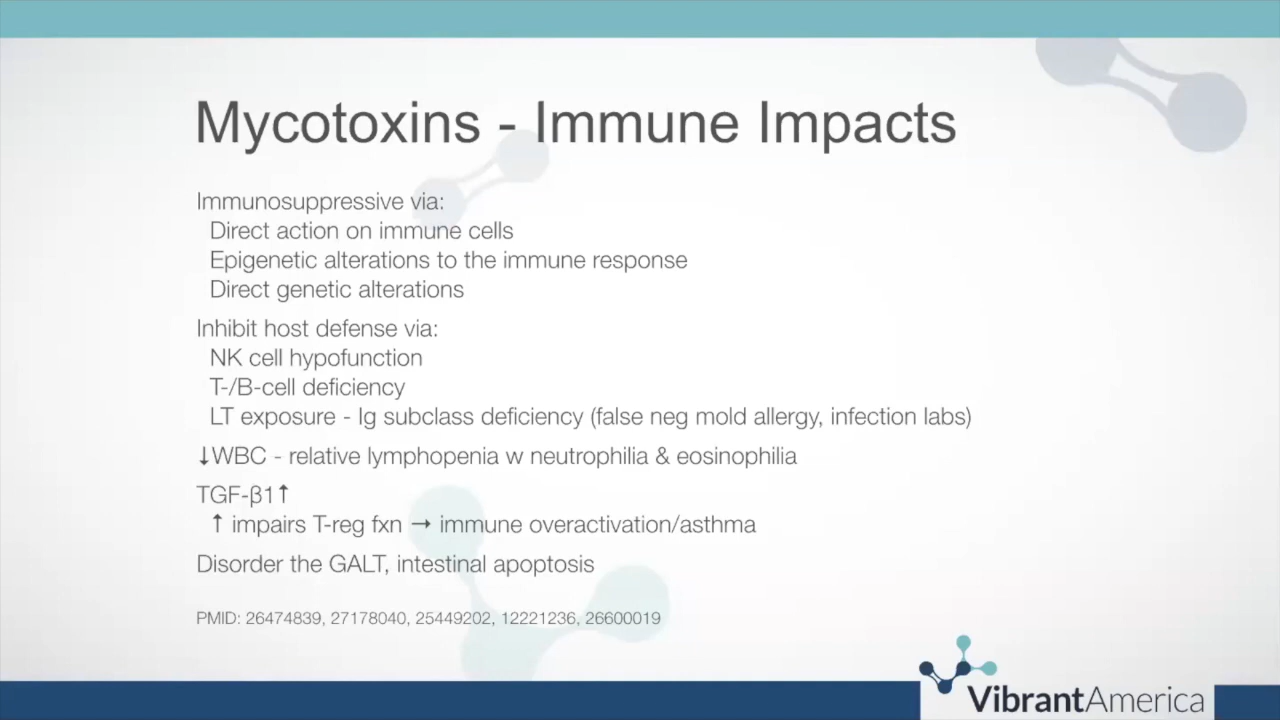 Mycotoxins - Immune Impacts
Immunosuppressive via:
Direct action on immune cells
Epigenetic alterations to the immune response
Direct genetic alterations
Inhibit host defense via:
NK cell hypofunction
T-/B-cell deficiency
LT exposure - Ig subclass deficiency (false neg mold allergy, infection labs)
↓WBC - relative lymphopenia w neutrophilia & eosinophilia
TGF-β1↑
↑ impairs T-reg fxn → immune overactivation/asthma
Disorder the GALT, intestinal apoptosis
PMID: 26474839, 27178040, 25449202, 12221236, 26600019
VibrantAmerica